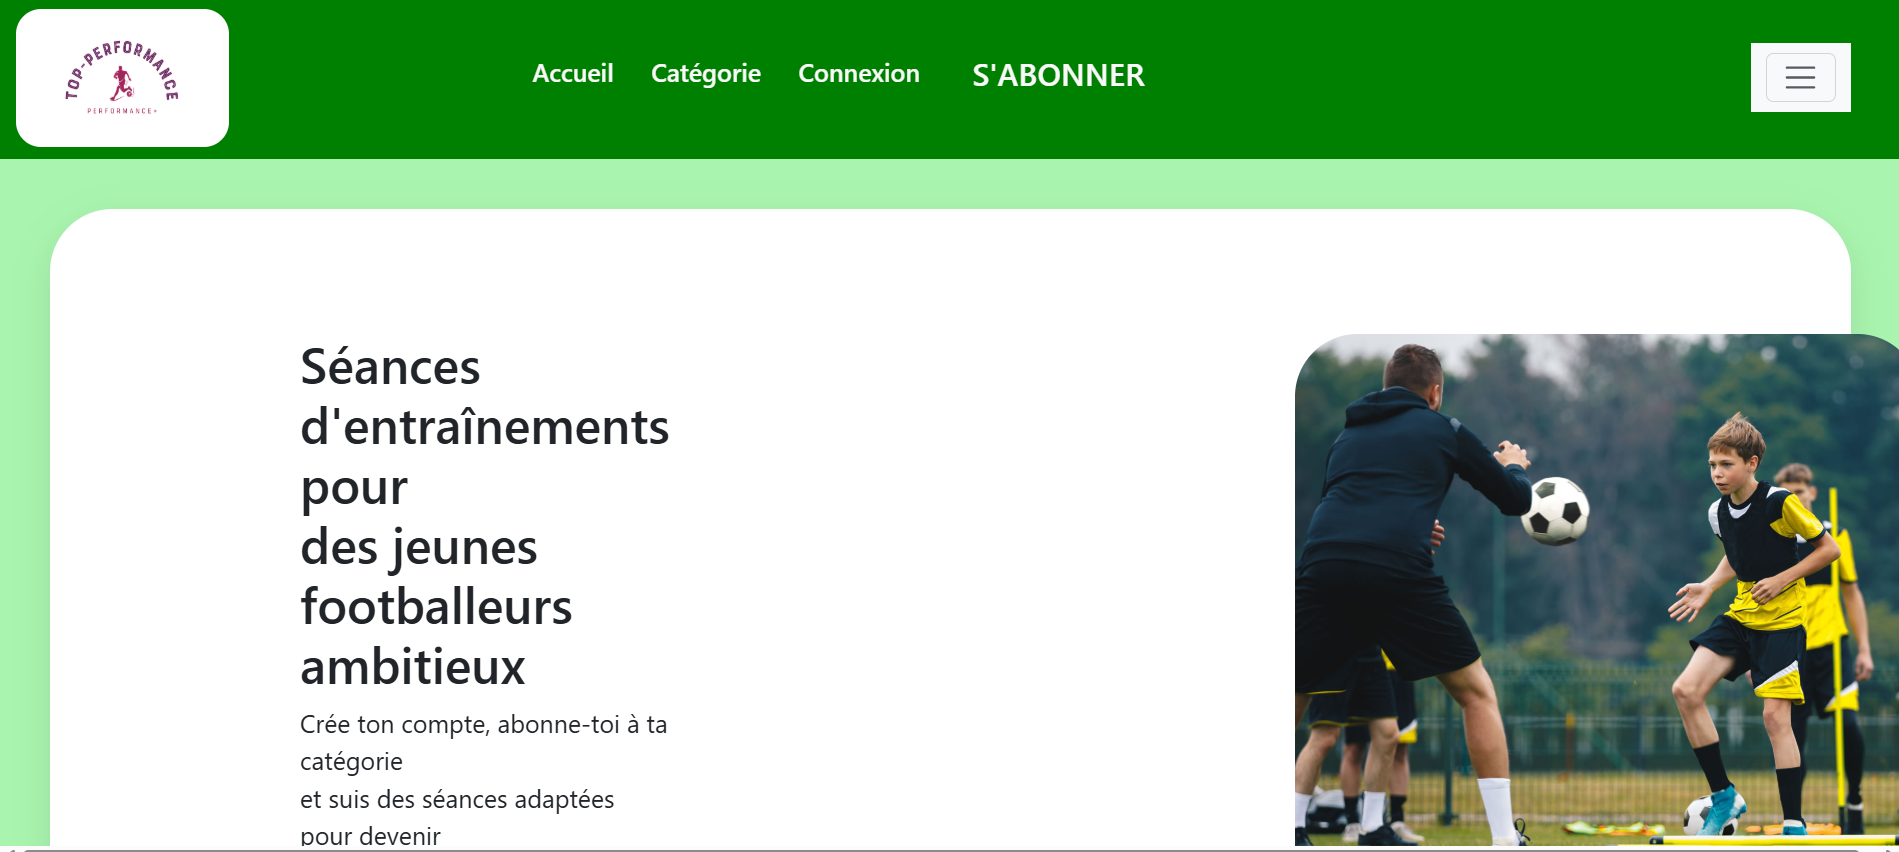 TOP-PERFORMANCE
PERFORMANCE+
Accueil
Catégorie
Connexion
S'ABONNER
Séances
d'entraînements
pour
des jeunes
footballeurs
ambitieux
Crée ton compte, abonne-toi à ta
catégorie
et suis des séances adaptées
pour devenir